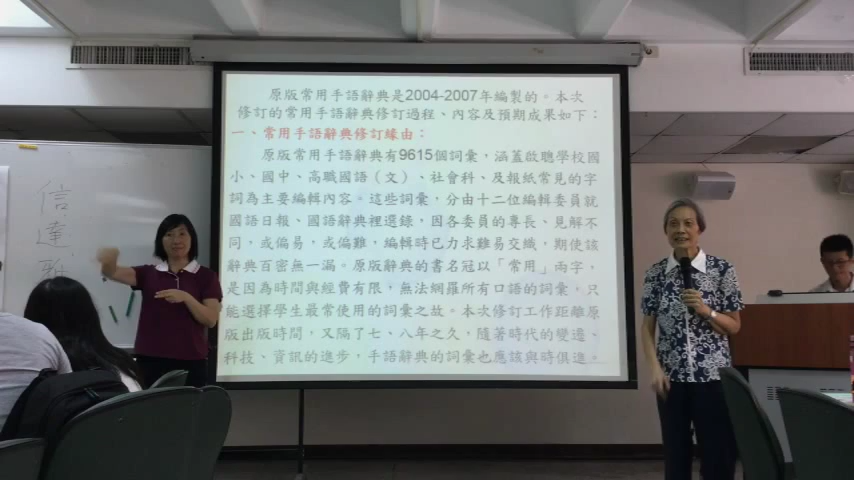 原版常用手語辭典是2004-2007年編製的。本次
修訂的常用手語辭典修訂過程、內容及預期成果如下：
一、常用手語辭典修訂緣由：
原版常用手語辭典有9615個詞彙，涵蓋啟聰學校國
小、國中、高職國語（文）、社會科、及報紙常見的字
詞為主要編輯內容。這些詞彙，分由十二位編輯委員就
國語日報、國語辭典裡選錄，因各委員的專長、見解不
同，或偏易，或偏難，編輯時已力求難易交織，期使該
辭典百密無一漏。原版辭典的書名冠以「常用」兩字，
是因為時間與經費有限，無法網羅所有口語的詞彙，只
能選擇學生最常使用的詞彙之故。本次修訂工作距離原
版出版時間，又隔了七、八年之久，隨著時代的變遷、
科技、資訊的進步，手語辭典的詞彙也應該與時俱進。
信、達、雅